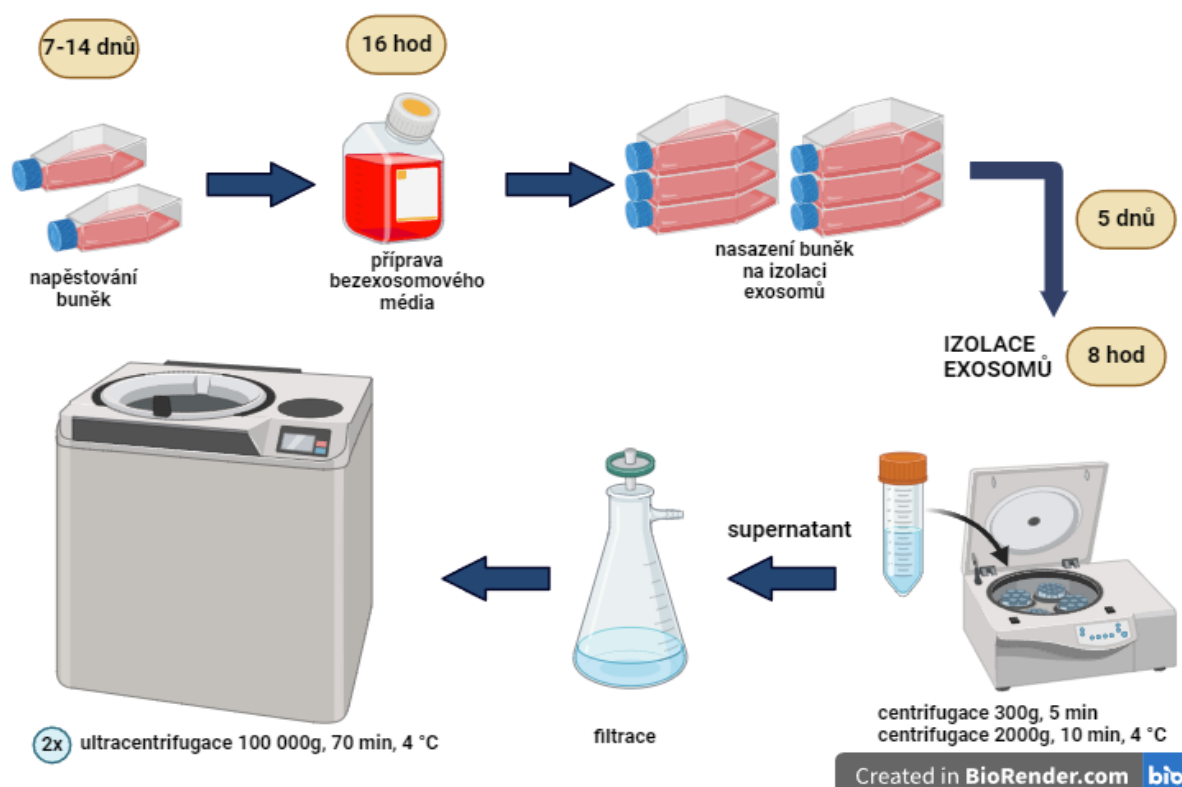 7-14 dnů
16 hod
napěstování
buněk
příprava
bezexosomového
média
nasazení buněk
na izolaci
exosomů
5 dnů
IZOLACE
EXOSOMŮ
8 hod
supernatant
centrifugace 300g, 5 min
centrifugace 2000g, 10 min, 4 °C
filtrace
2x
ultracentrifugace 100 000g, 70 min, 4 °C
Created in BioRender.com
bio